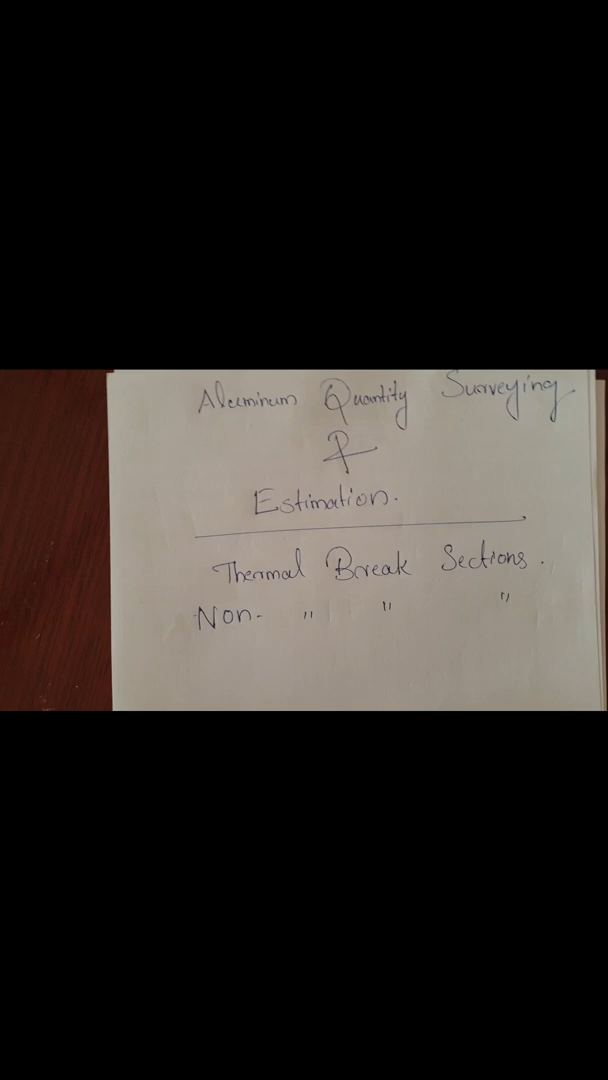 Aluminum Quantity Surveying
&
Estimation.
Thermal Break Sections.
Non- " " "